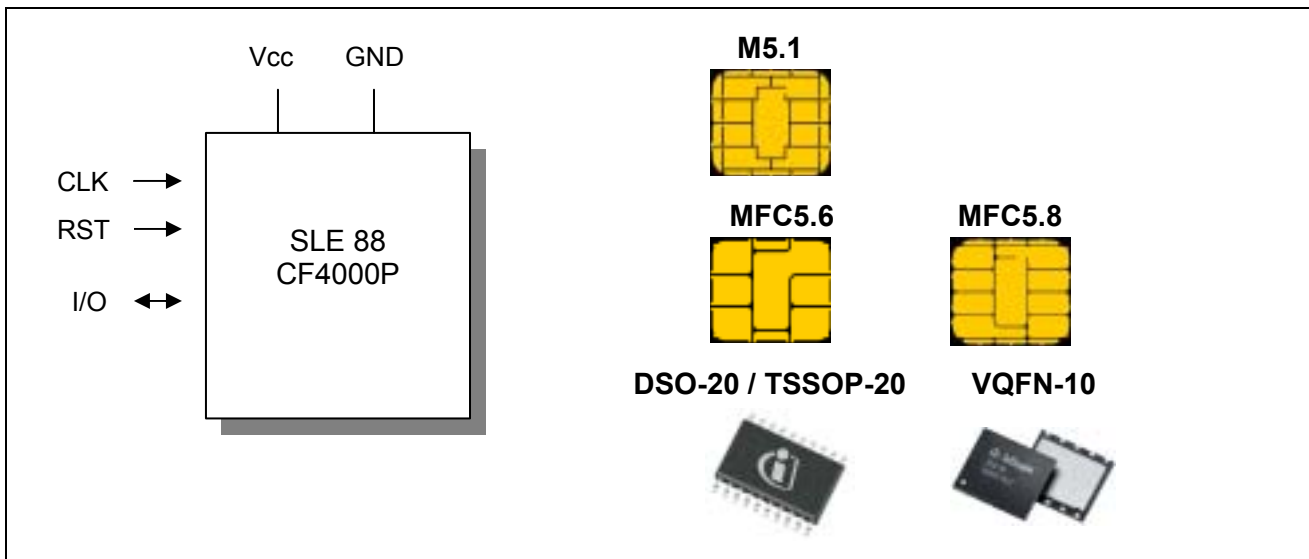 Vcc GND
CLK
RST
I/O
SLE 88
CF4000P
M5.1
MFC5.6 MFC5.8
DSO-20 / TSSOP-20 VQFN-10